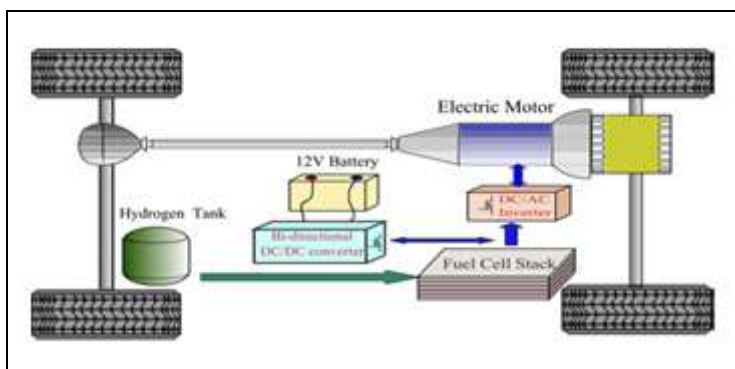 Electric Motor
12V Battery
Hydrogen Tank
DC/AC
Inverter
Bi-directional
DC/DC converter
Fuel Cell Stack